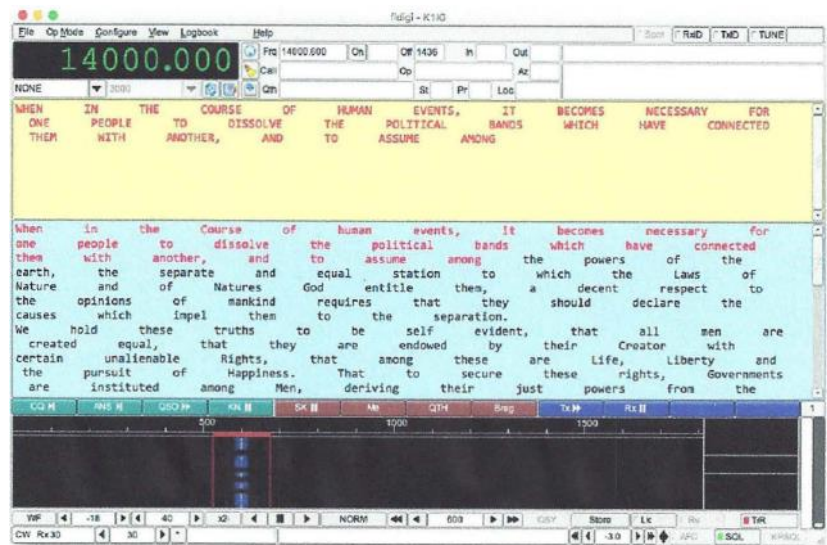 fldigi - K1IG
File Op Mode Configure View Logbook Help Spot RxID TxID TUNE
14000.000 Frq 14000.600 On Off 1436 In Out
Call Op Az
NONE 3000 Qth St Pr Loc
WHEN IN THE COURSE OF HUMAN EVENTS, IT BECOMES NECESSARY FOR
ONE PEOPLE TO DISSOLVE THE POLITICAL BANDS WHICH HAVE CONNECTED
THEM WITH ANOTHER, AND TO ASSUME AMONG
When in the Course of human events, it becomes necessary for
one people to dissolve the political bands which have connected
them with another, and to assume among the powers of the
earth, the separate and equal station to which the Laws of
Nature and of Natures God entitle them, a decent respect to
the opinions of mankind requires that they should declare the
causes which impel them to the separation.
We hold these truths to be self evident, that all men are
created equal, that they are endowed by their Creator with
certain unalienable Rights, that among these are Life, Liberty and
the pursuit of Happiness. That to secure these rights, Governments
are instituted among Men, deriving their just powers from the
CQ ANS QSO KN SK Me QTH Brag Tx Rx 1
500 1000 1500
WF -18 40 x2 NORM 600 QSY Store Lk Rv T/R
CW Rx30 30 * -3.0 AFC SQL KPSQL